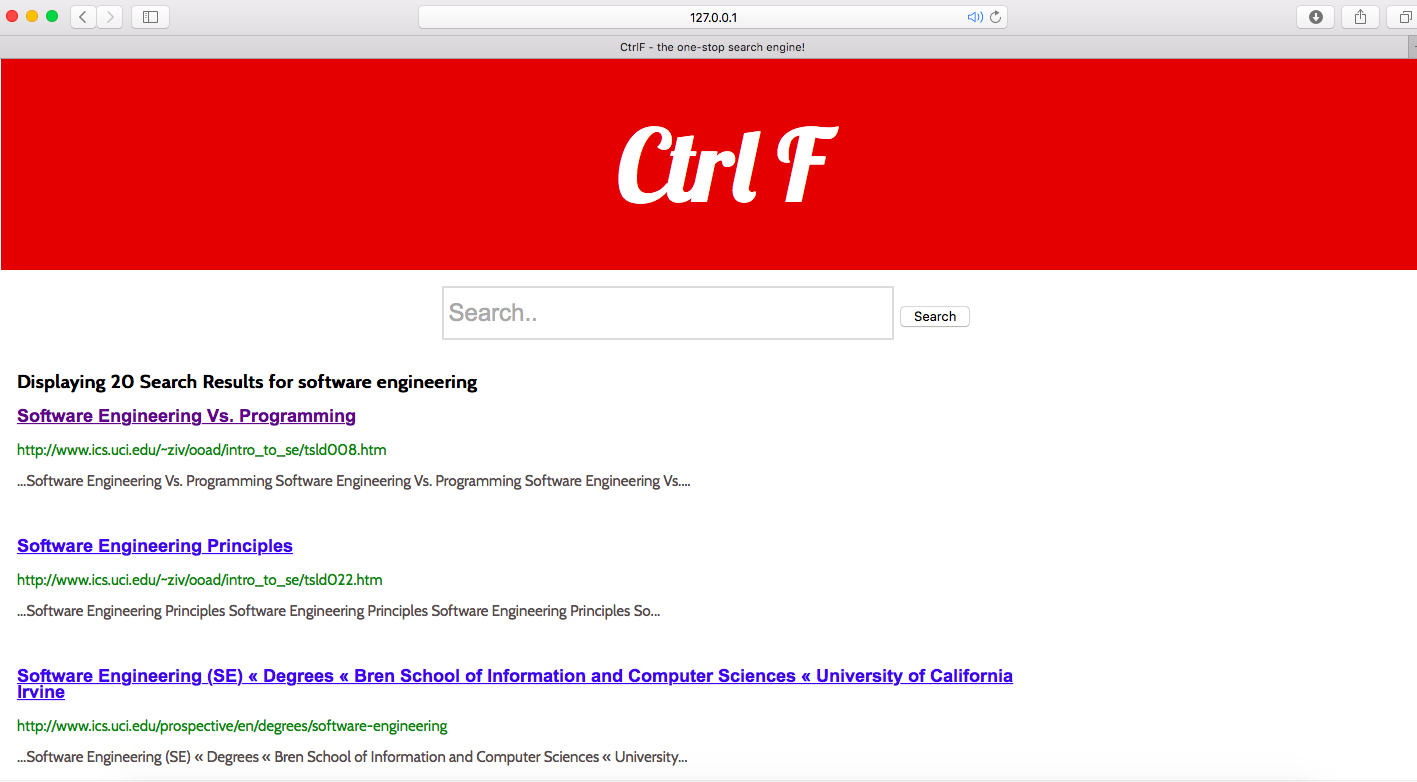 127.0.0.1
CtrlF - the one-stop search engine!
Ctrl F
Search..
Search
Displaying 20 Search Results for software engineering
Software Engineering Vs. Programming
http://www.ics.uci.edu/~ziv/ooad/intro_to_se/tsld008.htm
...Software Engineering Vs. Programming Software Engineering Vs. Programming Software Engineering Vs....
Software Engineering Principles
http://www.ics.uci.edu/~ziv/ooad/intro_to_se/tsld022.htm
...Software Engineering Principles Software Engineering Principles Software Engineering Principles So...
Software Engineering (SE) « Degrees « Bren School of Information and Computer Sciences « University of California
Irvine
http://www.ics.uci.edu/prospective/en/degrees/software-engineering
...Software Engineering (SE) « Degrees « Bren School of Information and Computer Sciences « University...